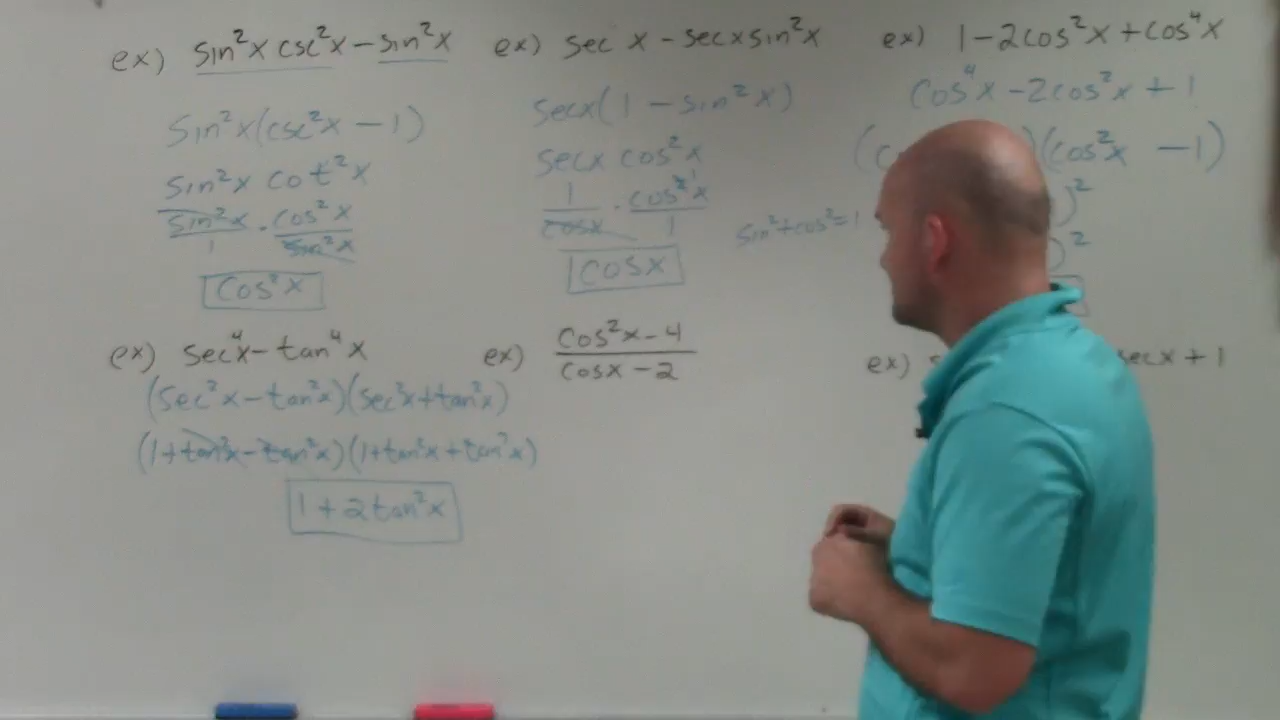 ex) sin²x csc²x − sin²x
sin²x(csc²x − 1)
sin²x cot²x
sin²x/1 · cos²x/sin²x
cos²x
ex) sec x − secx sin²x
secx(1 − sin²x)
secx cos²x
1/cosx · cos²x/1
cosx
ex) 1 − 2cos²x + cos⁴x
cos⁴x − 2cos²x + 1
(c )(cos²x − 1)
)²
sin²+cos²=1
)²
ex) sec⁴x − tan⁴x
(sec²x − tan²x)(sec²x + tan²x)
(1 + tan²x − tan²x)(1 + tan²x + tan²x)
1 + 2tan²x
ex) cos²x − 4 / cosx − 2
ex) secx + 1